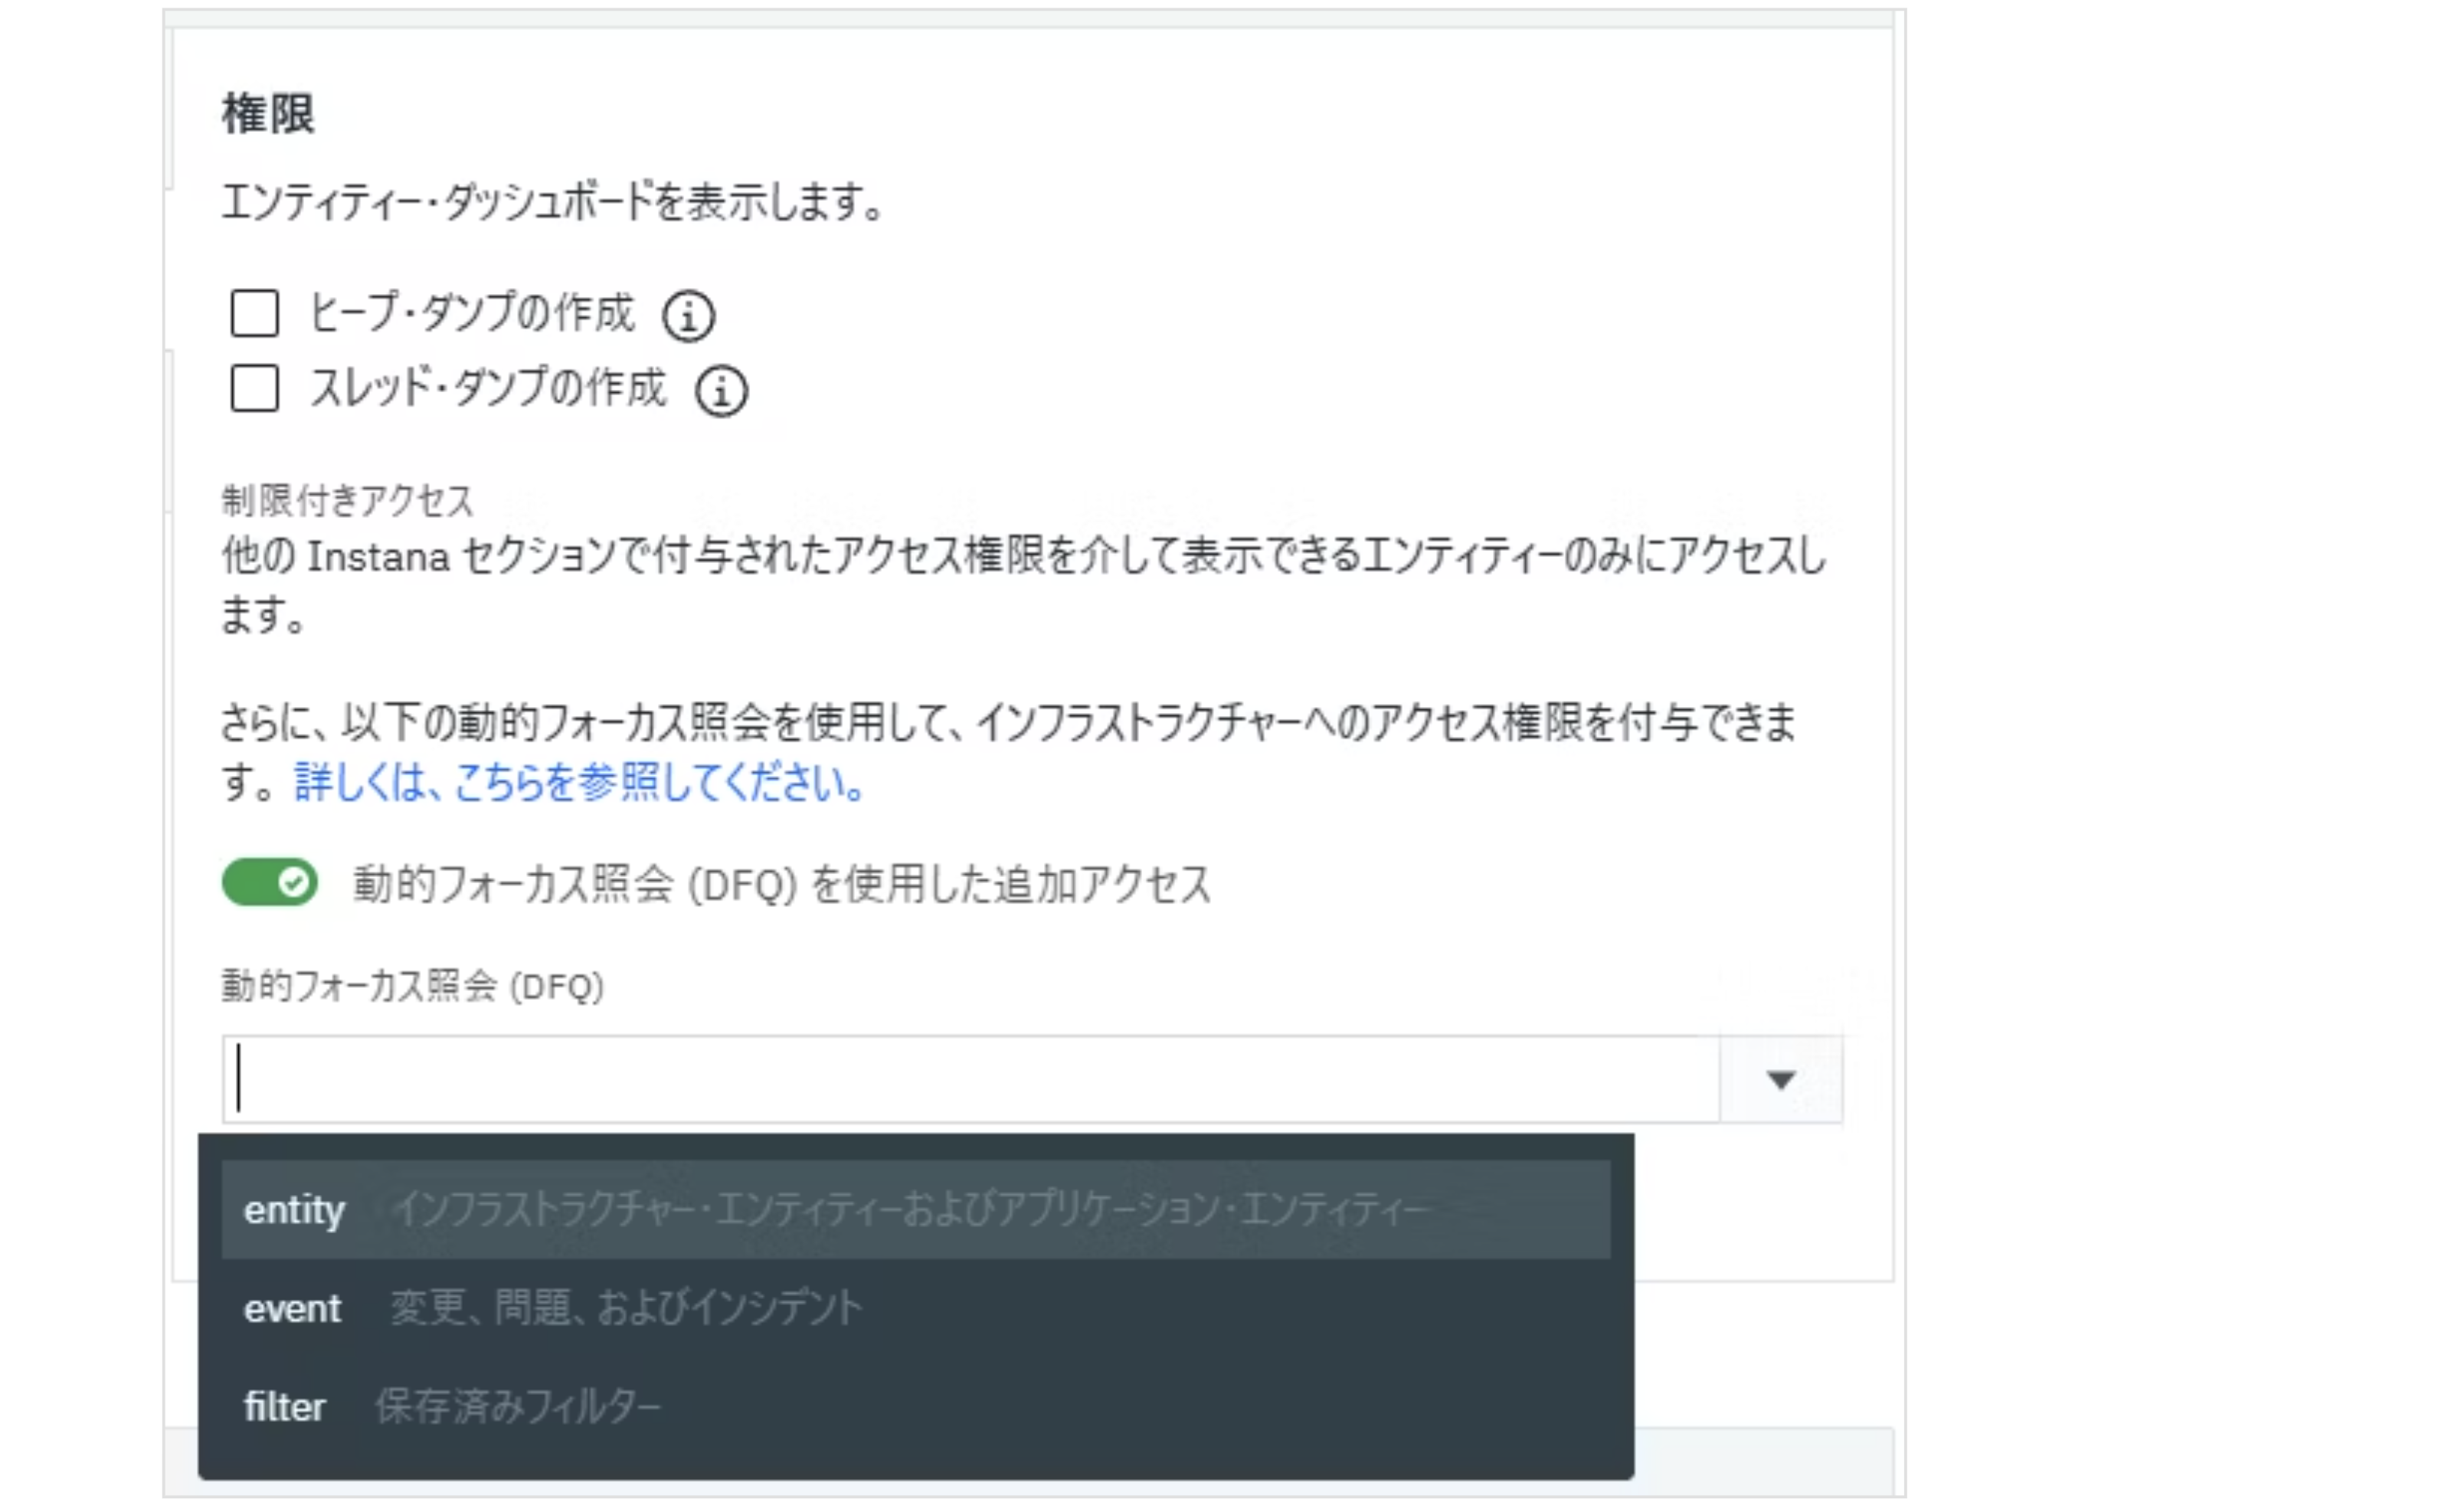 権限
エンティティー・ダッシュボードを表示します。
ヒープ・ダンプの作成
スレッド・ダンプの作成
制限付きアクセス
他の Instana セクションで付与されたアクセス権限を介して表示できるエンティティーのみにアクセスし
ます。
さらに、以下の動的フォーカス照会を使用して、インフラストラクチャーへのアクセス権限を付与できま
す。詳しくは、こちらを参照してください。
動的フォーカス照会 (DFQ) を使用した追加アクセス
動的フォーカス照会 (DFQ)
entity インフラストラクチャー・エンティティーおよびアプリケーション・エンティティー
event 変更、問題、およびインシデント
filter 保存済みフィルター